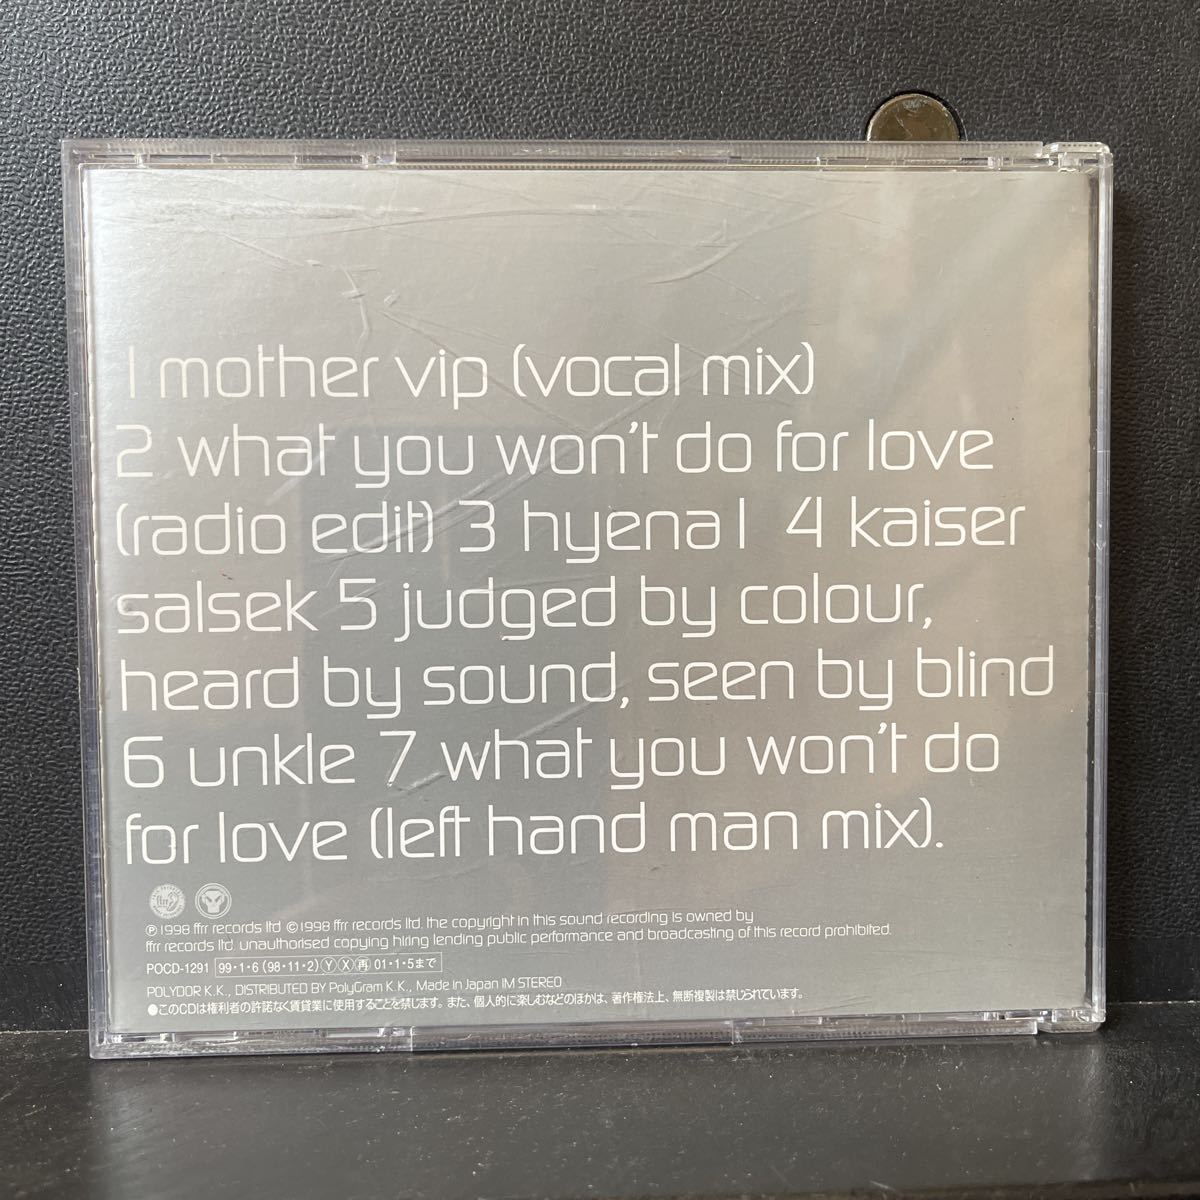 1 mother vip (vocal mix)
2 what you won't do for love
(radio edit) 3 hyena 1 4 kaiser
salsek 5 judged by colour,
heard by sound, seen by blind
6 unkle 7 what you won't do
for love (left hand man mix).
℗ 1998 ffrr records ltd © 1998 ffrr records ltd. the copyright in this sound recording is owned by
ffrr records ltd. unauthorised copying hiring lending public performance and broadcasting of this record prohibited.
POCD-1291 99・1・6 (98・11・2) Ⓨ Ⓧ ㊢ 01・1・5まで
POLYDOR K.K., DISTRIBUTED BY PolyGram K.K., Made in Japan 1M STEREO
●このCDは権利者の許諾なく賃貸業に使用することを禁じます。また、個人的に楽しむなどのほかは、著作権法上、無断複製は禁じられています。